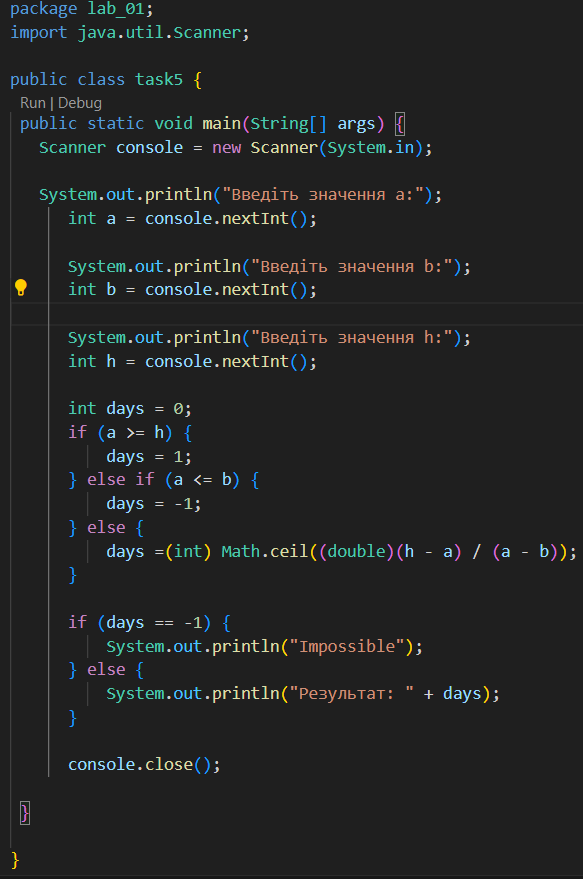 package lab_01;
import java.util.Scanner;
public class task5 {
Run | Debug
public static void main(String[] args) {
Scanner console = new Scanner(System.in);
System.out.println("Введіть значення a:");
int a = console.nextInt();
System.out.println("Введіть значення b:");
int b = console.nextInt();
System.out.println("Введіть значення h:");
int h = console.nextInt();
int days = 0;
if (a >= h) {
days = 1;
} else if (a <= b) {
days = -1;
} else {
days =(int) Math.ceil((double)(h - a) / (a - b));
}
if (days == -1) {
System.out.println("Impossible");
} else {
System.out.println("Результат: " + days);
}
console.close();
}
}